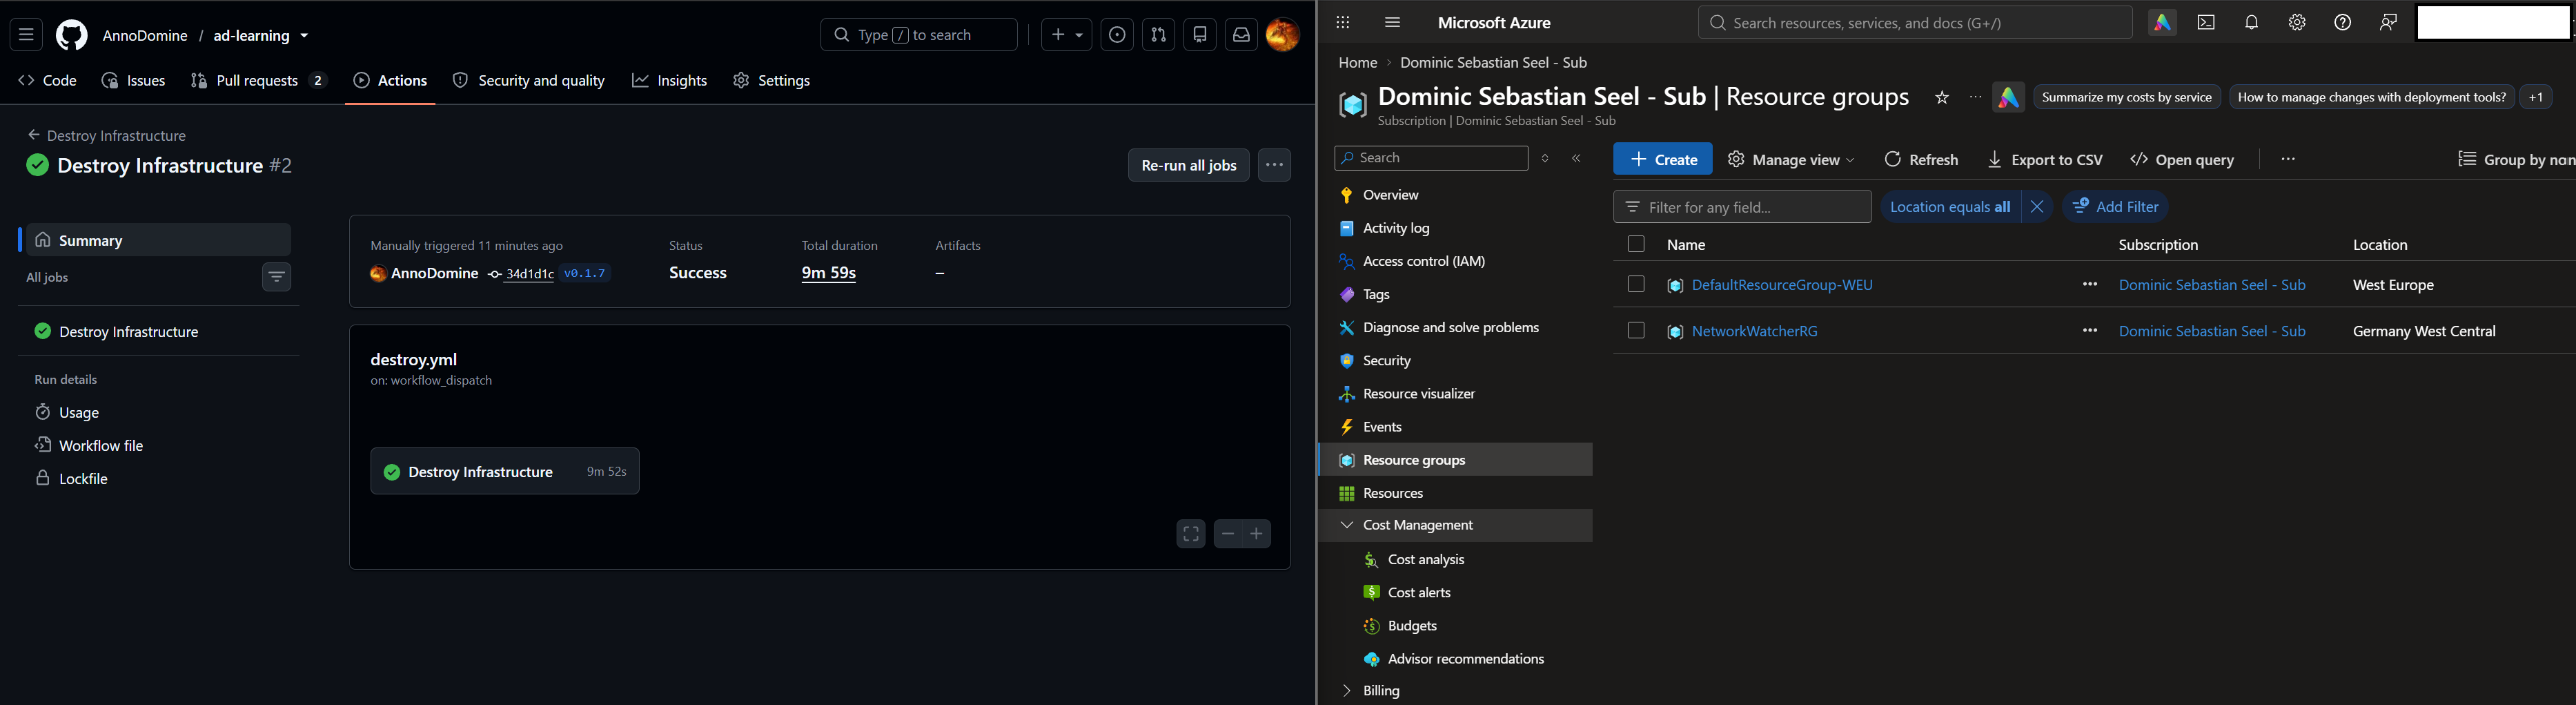 AnnoDomine / ad-learning
Type / to search
Code
Issues
Pull requests 2
Actions
Security and quality
Insights
Settings
Destroy Infrastructure
Destroy Infrastructure #2
Re-run all jobs
Summary
All jobs
Destroy Infrastructure
Run details
Usage
Workflow file
Lockfile
Manually triggered 11 minutes ago
AnnoDomine 34d1d1c v0.1.7
Status
Success
Total duration
9m 59s
Artifacts
–
destroy.yml
on: workflow_dispatch
Destroy Infrastructure 9m 52s
Microsoft Azure
Search resources, services, and docs (G+/)
Home > Dominic Sebastian Seel - Sub
Dominic Sebastian Seel - Sub | Resource groups
Subscription | Dominic Sebastian Seel - Sub
Summarize my costs by service
How to manage changes with deployment tools?
+1
Search
Overview
Activity log
Access control (IAM)
Tags
Diagnose and solve problems
Security
Resource visualizer
Events
Resource groups
Resources
Cost Management
Cost analysis
Cost alerts
Budgets
Advisor recommendations
Billing
Create
Manage view
Refresh
Export to CSV
Open query
Group by nan
Filter for any field...
Location equals all
Add Filter
Name Subscription Location
DefaultResourceGroup-WEU Dominic Sebastian Seel - Sub West Europe
NetworkWatcherRG Dominic Sebastian Seel - Sub Germany West Central